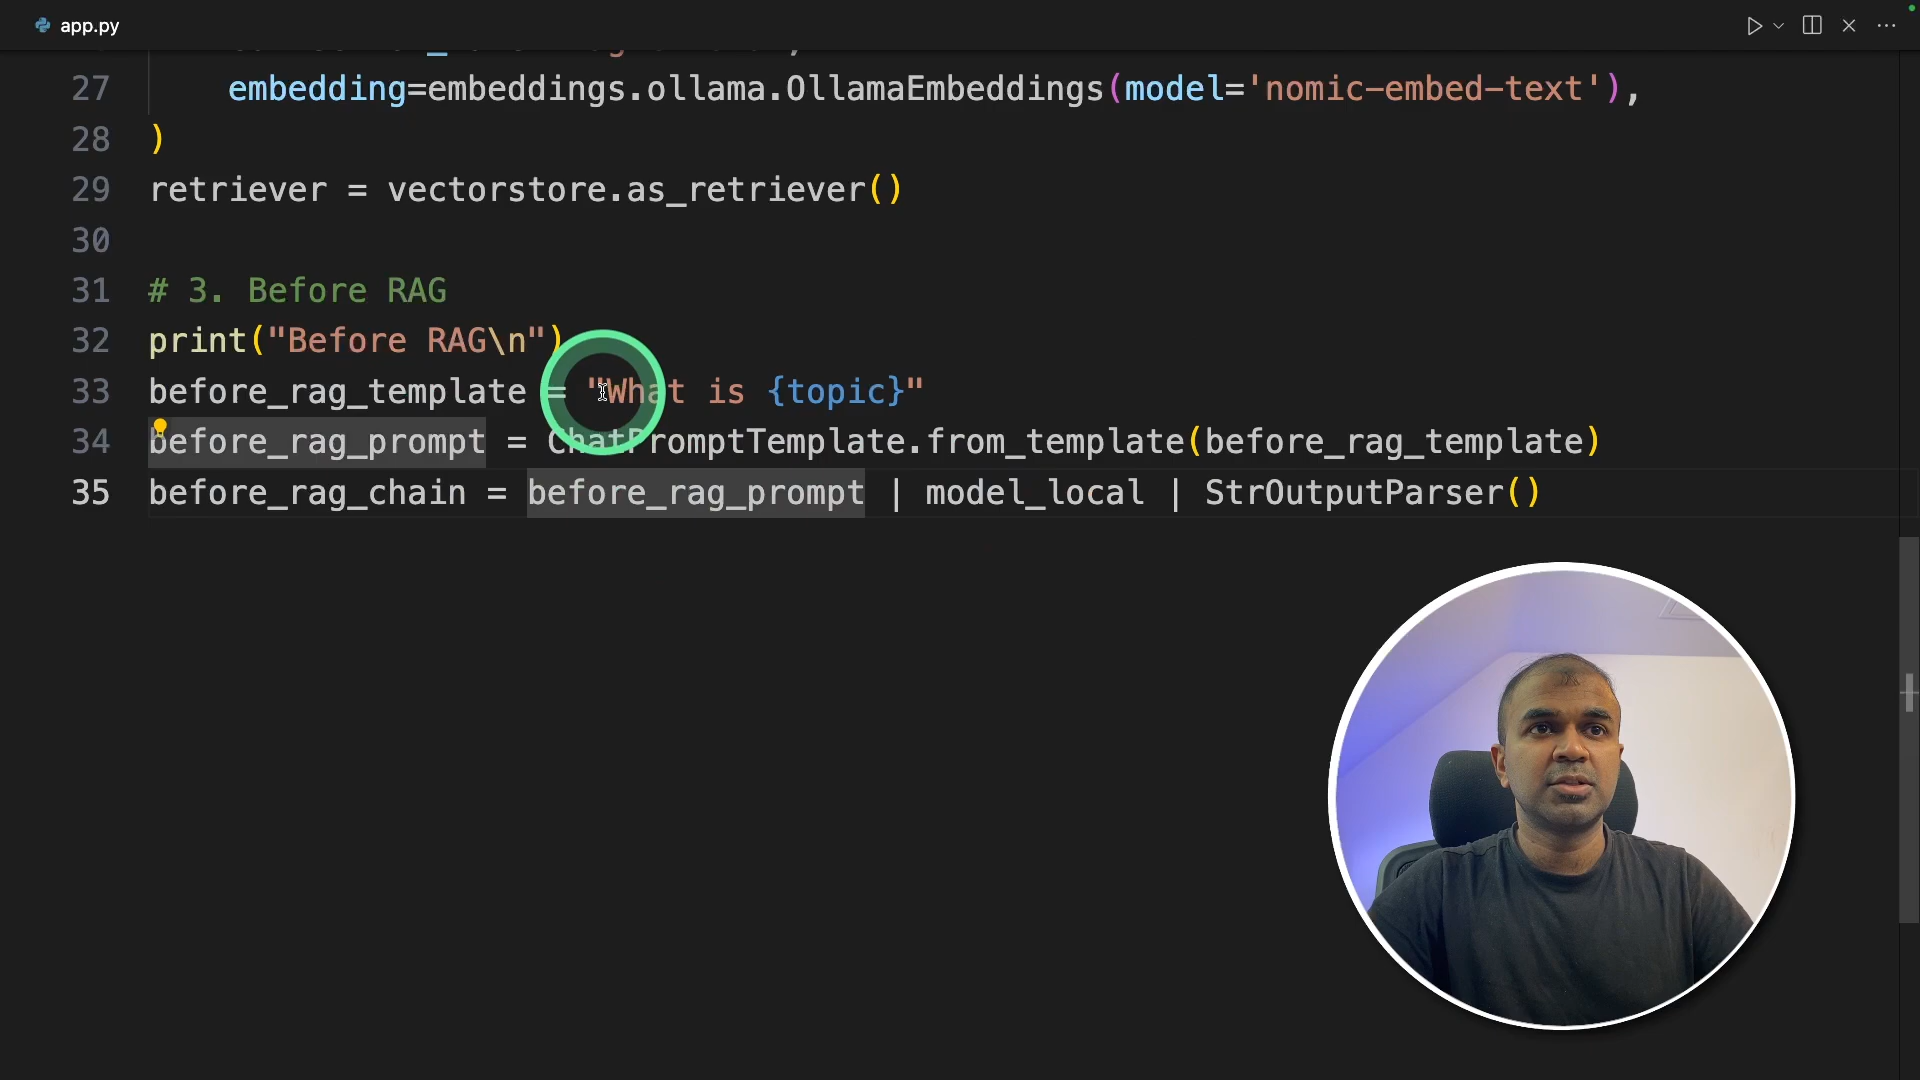 app.py
27 embedding=embeddings.ollama.OllamaEmbeddings(model='nomic-embed-text'),
28 )
29 retriever = vectorstore.as_retriever()
30
31 # 3. Before RAG
32 print("Before RAG\n")
33 before_rag_template = "What is {topic}"
34 before_rag_prompt = ChatPromptTemplate.from_template(before_rag_template)
35 before_rag_chain = before_rag_prompt | model_local | StrOutputParser()